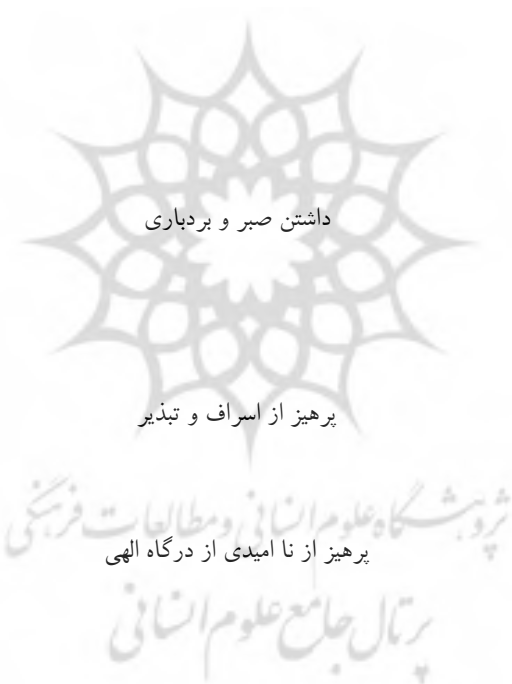 داشتن صبر و بردباری
پرهیز از اسراف و تبذیر
پژوهشگاه علوم انسانی و مطالعات فرهنگی
پرهیز از نا امیدی از درگاه الهی
پرتال جامع علوم انسانی